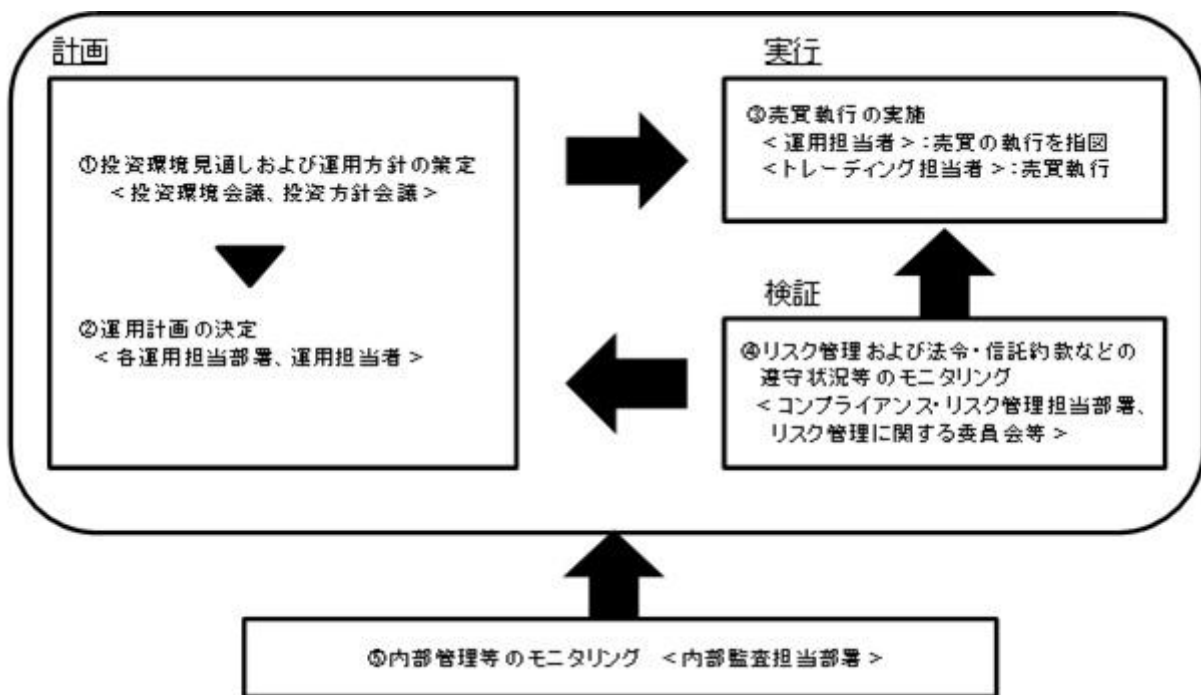 計画
①投資環境見通しおよび運用方針の策定
＜投資環境会議、投資方針会議＞
②運用計画の決定
＜各運用担当部署、運用担当者＞
実行
③売買執行の実施
＜運用担当者＞：売買の執行を指図
＜トレーディング担当者＞：売買執行
検証
④リスク管理および法令・信託約款などの
遵守状況等のモニタリング
＜コンプライアンス・リスク管理担当部署、
リスク管理に関する委員会等＞
⑤内部管理等のモニタリング　＜内部監査担当部署＞